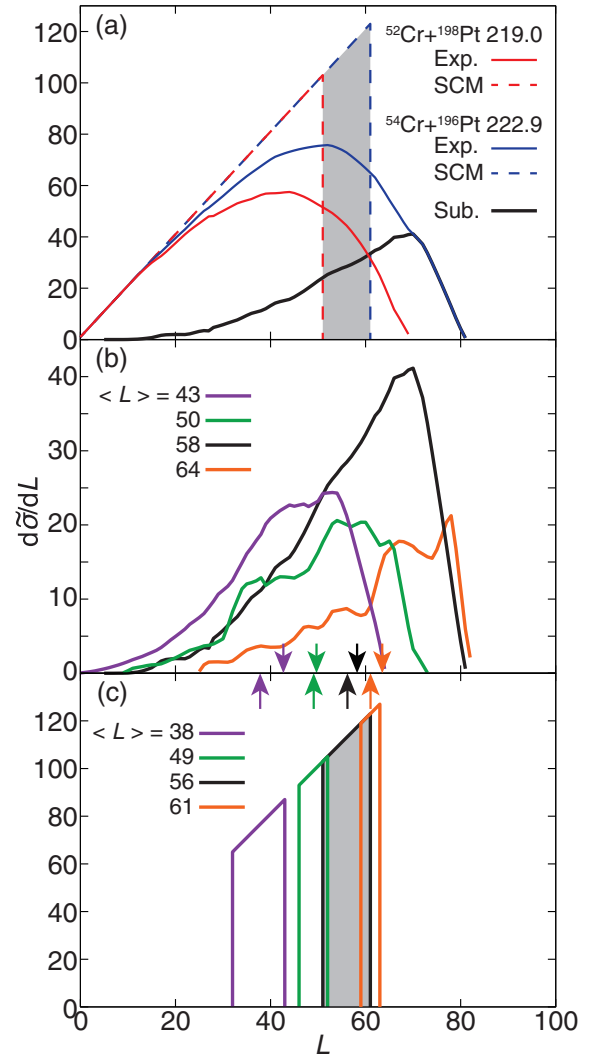 (a)
⁵²Cr+¹⁹⁸Pt 219.0
Exp.
SCM
⁵⁴Cr+¹⁹⁶Pt 222.9
Exp.
SCM
Sub.
120
100
80
60
40
20
0
(b)
< L > = 43
50
58
64
40
30
20
10
0
dσ̃/dL
(c)
< L > = 38
49
56
61
120
100
80
60
40
20
0
0 20 40 60 80 100
L